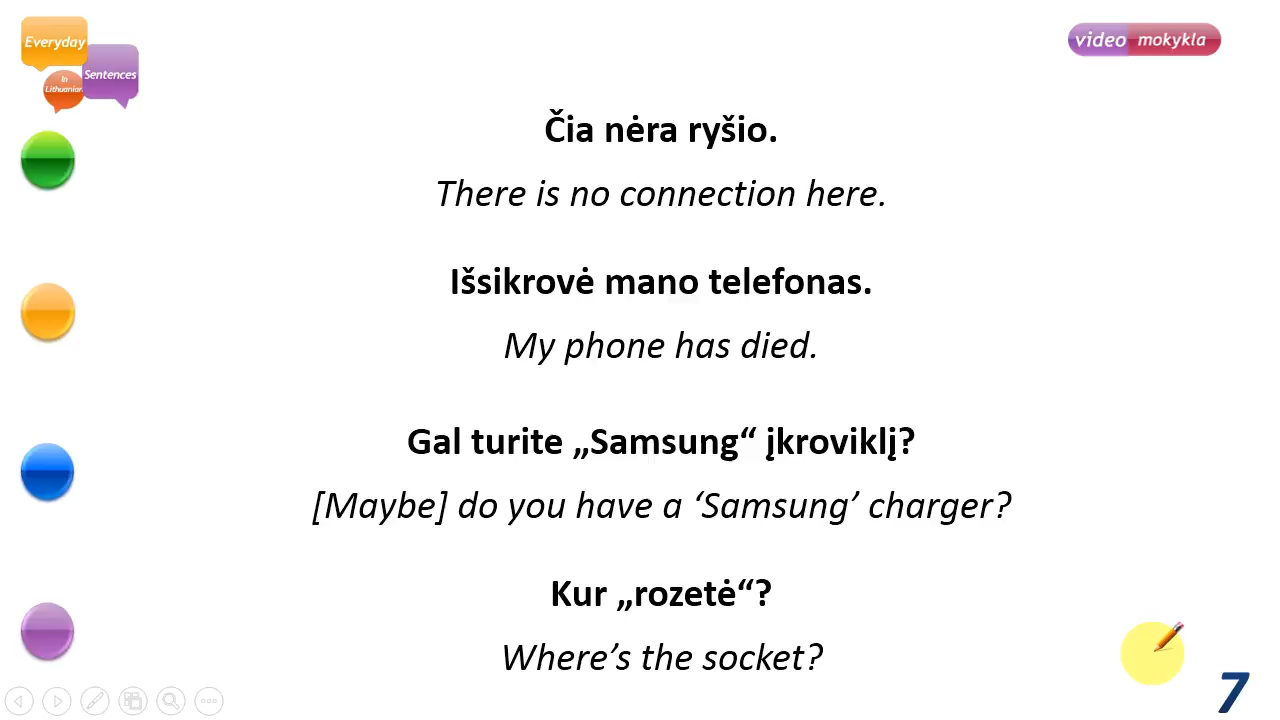 Everyday
Sentences
In
Lithuanian
video mokykla
Čia nėra ryšio.
There is no connection here.
Išsikrovė mano telefonas.
My phone has died.
Gal turite „Samsung“ įkroviklį?
[Maybe] do you have a ‘Samsung’ charger?
Kur „rozetė“?
Where’s the socket?
7